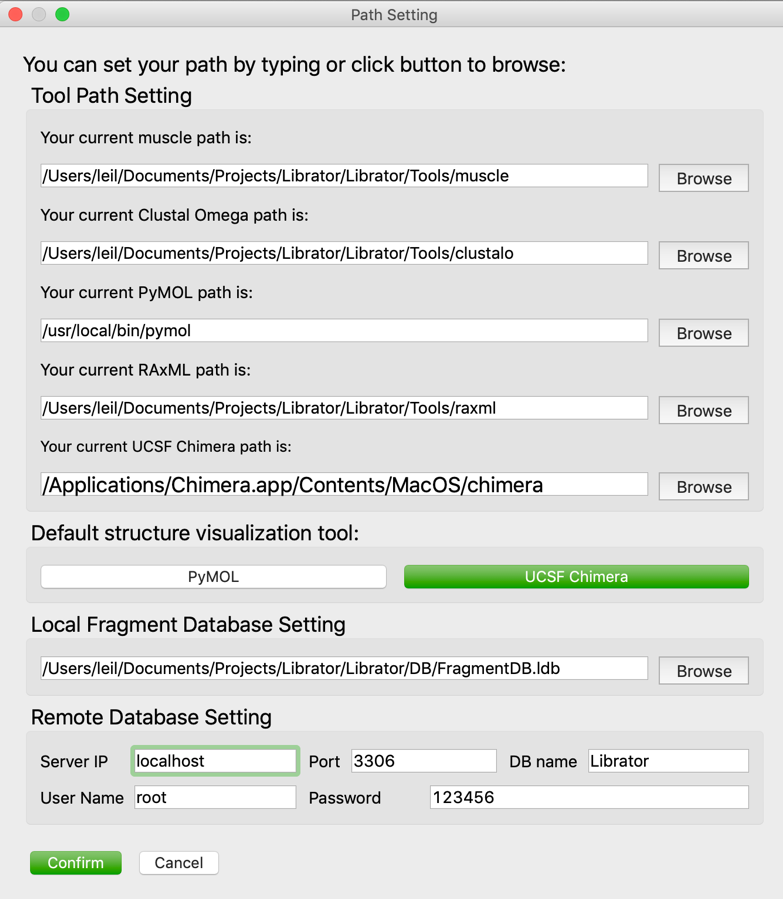 Path Setting
You can set your path by typing or click button to browse:
Tool Path Setting
Your current muscle path is:
/Users/leil/Documents/Projects/Librator/Librator/Tools/muscle Browse
Your current Clustal Omega path is:
/Users/leil/Documents/Projects/Librator/Librator/Tools/clustalo Browse
Your current PyMOL path is:
/usr/local/bin/pymol Browse
Your current RAxML path is:
/Users/leil/Documents/Projects/Librator/Librator/Tools/raxml Browse
Your current UCSF Chimera path is:
/Applications/Chimera.app/Contents/MacOS/chimera Browse
Default structure visualization tool:
PyMOL UCSF Chimera
Local Fragment Database Setting
/Users/leil/Documents/Projects/Librator/Librator/DB/FragmentDB.ldb Browse
Remote Database Setting
Server IP localhost Port 3306 DB name Librator
User Name root Password 123456
Confirm Cancel